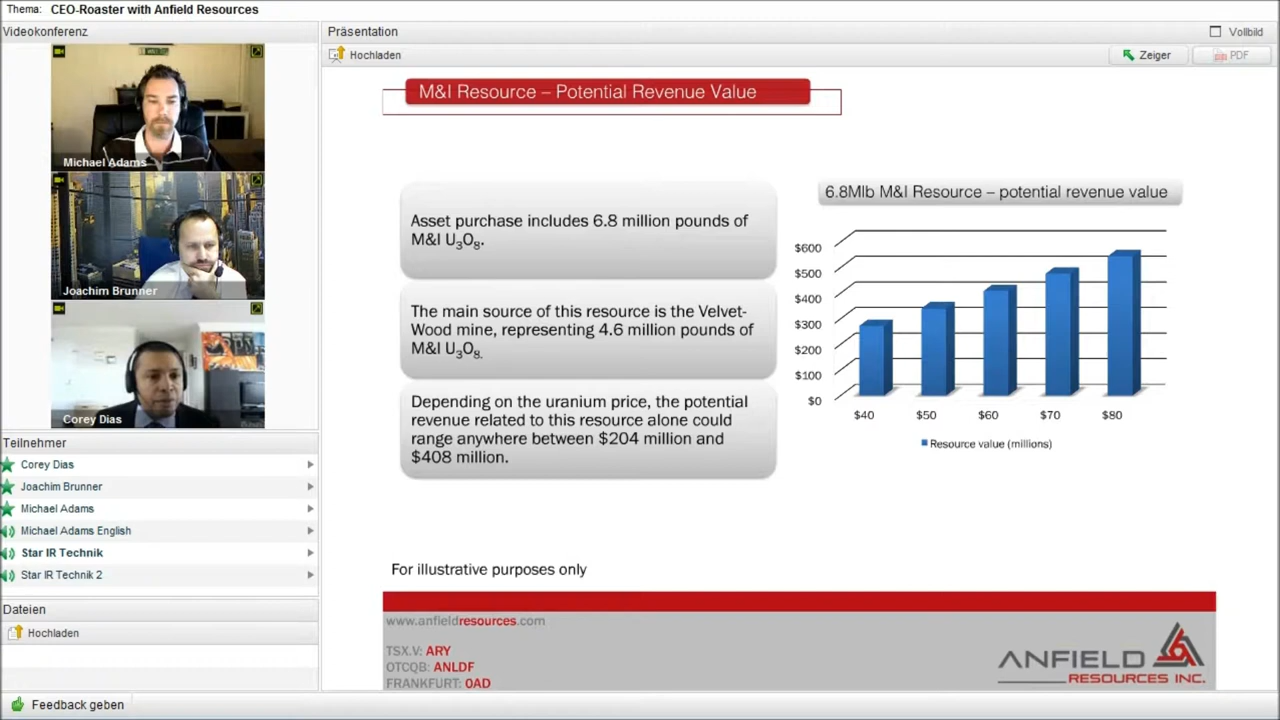 Thema: CEO-Roaster with Anfield Resources
Videokonferenz
Michael Adams
Joachim Brunner
Corey Dias
Teilnehmer
Corey Dias
Joachim Brunner
Michael Adams
Michael Adams English
Star IR Technik
Star IR Technik 2
Dateien
Hochladen
Feedback geben
Präsentation
Vollbild
Hochladen
Zeiger
PDF
M&I Resource – Potential Revenue Value
Asset purchase includes 6.8 million pounds of
M&I U3O8.
The main source of this resource is the Velvet-
Wood mine, representing 4.6 million pounds of
M&I U3O8.
Depending on the uranium price, the potential
revenue related to this resource alone could
range anywhere between $204 million and
$408 million.
6.8Mlb M&I Resource – potential revenue value
$600
$500
$400
$300
$200
$100
$0
$40 $50 $60 $70 $80
Resource value (millions)
For illustrative purposes only
www.anfieldresources.com
TSX.V: ARY
OTCQB: ANLDF
FRANKFURT: 0AD
ANFIELD
RESOURCES INC.